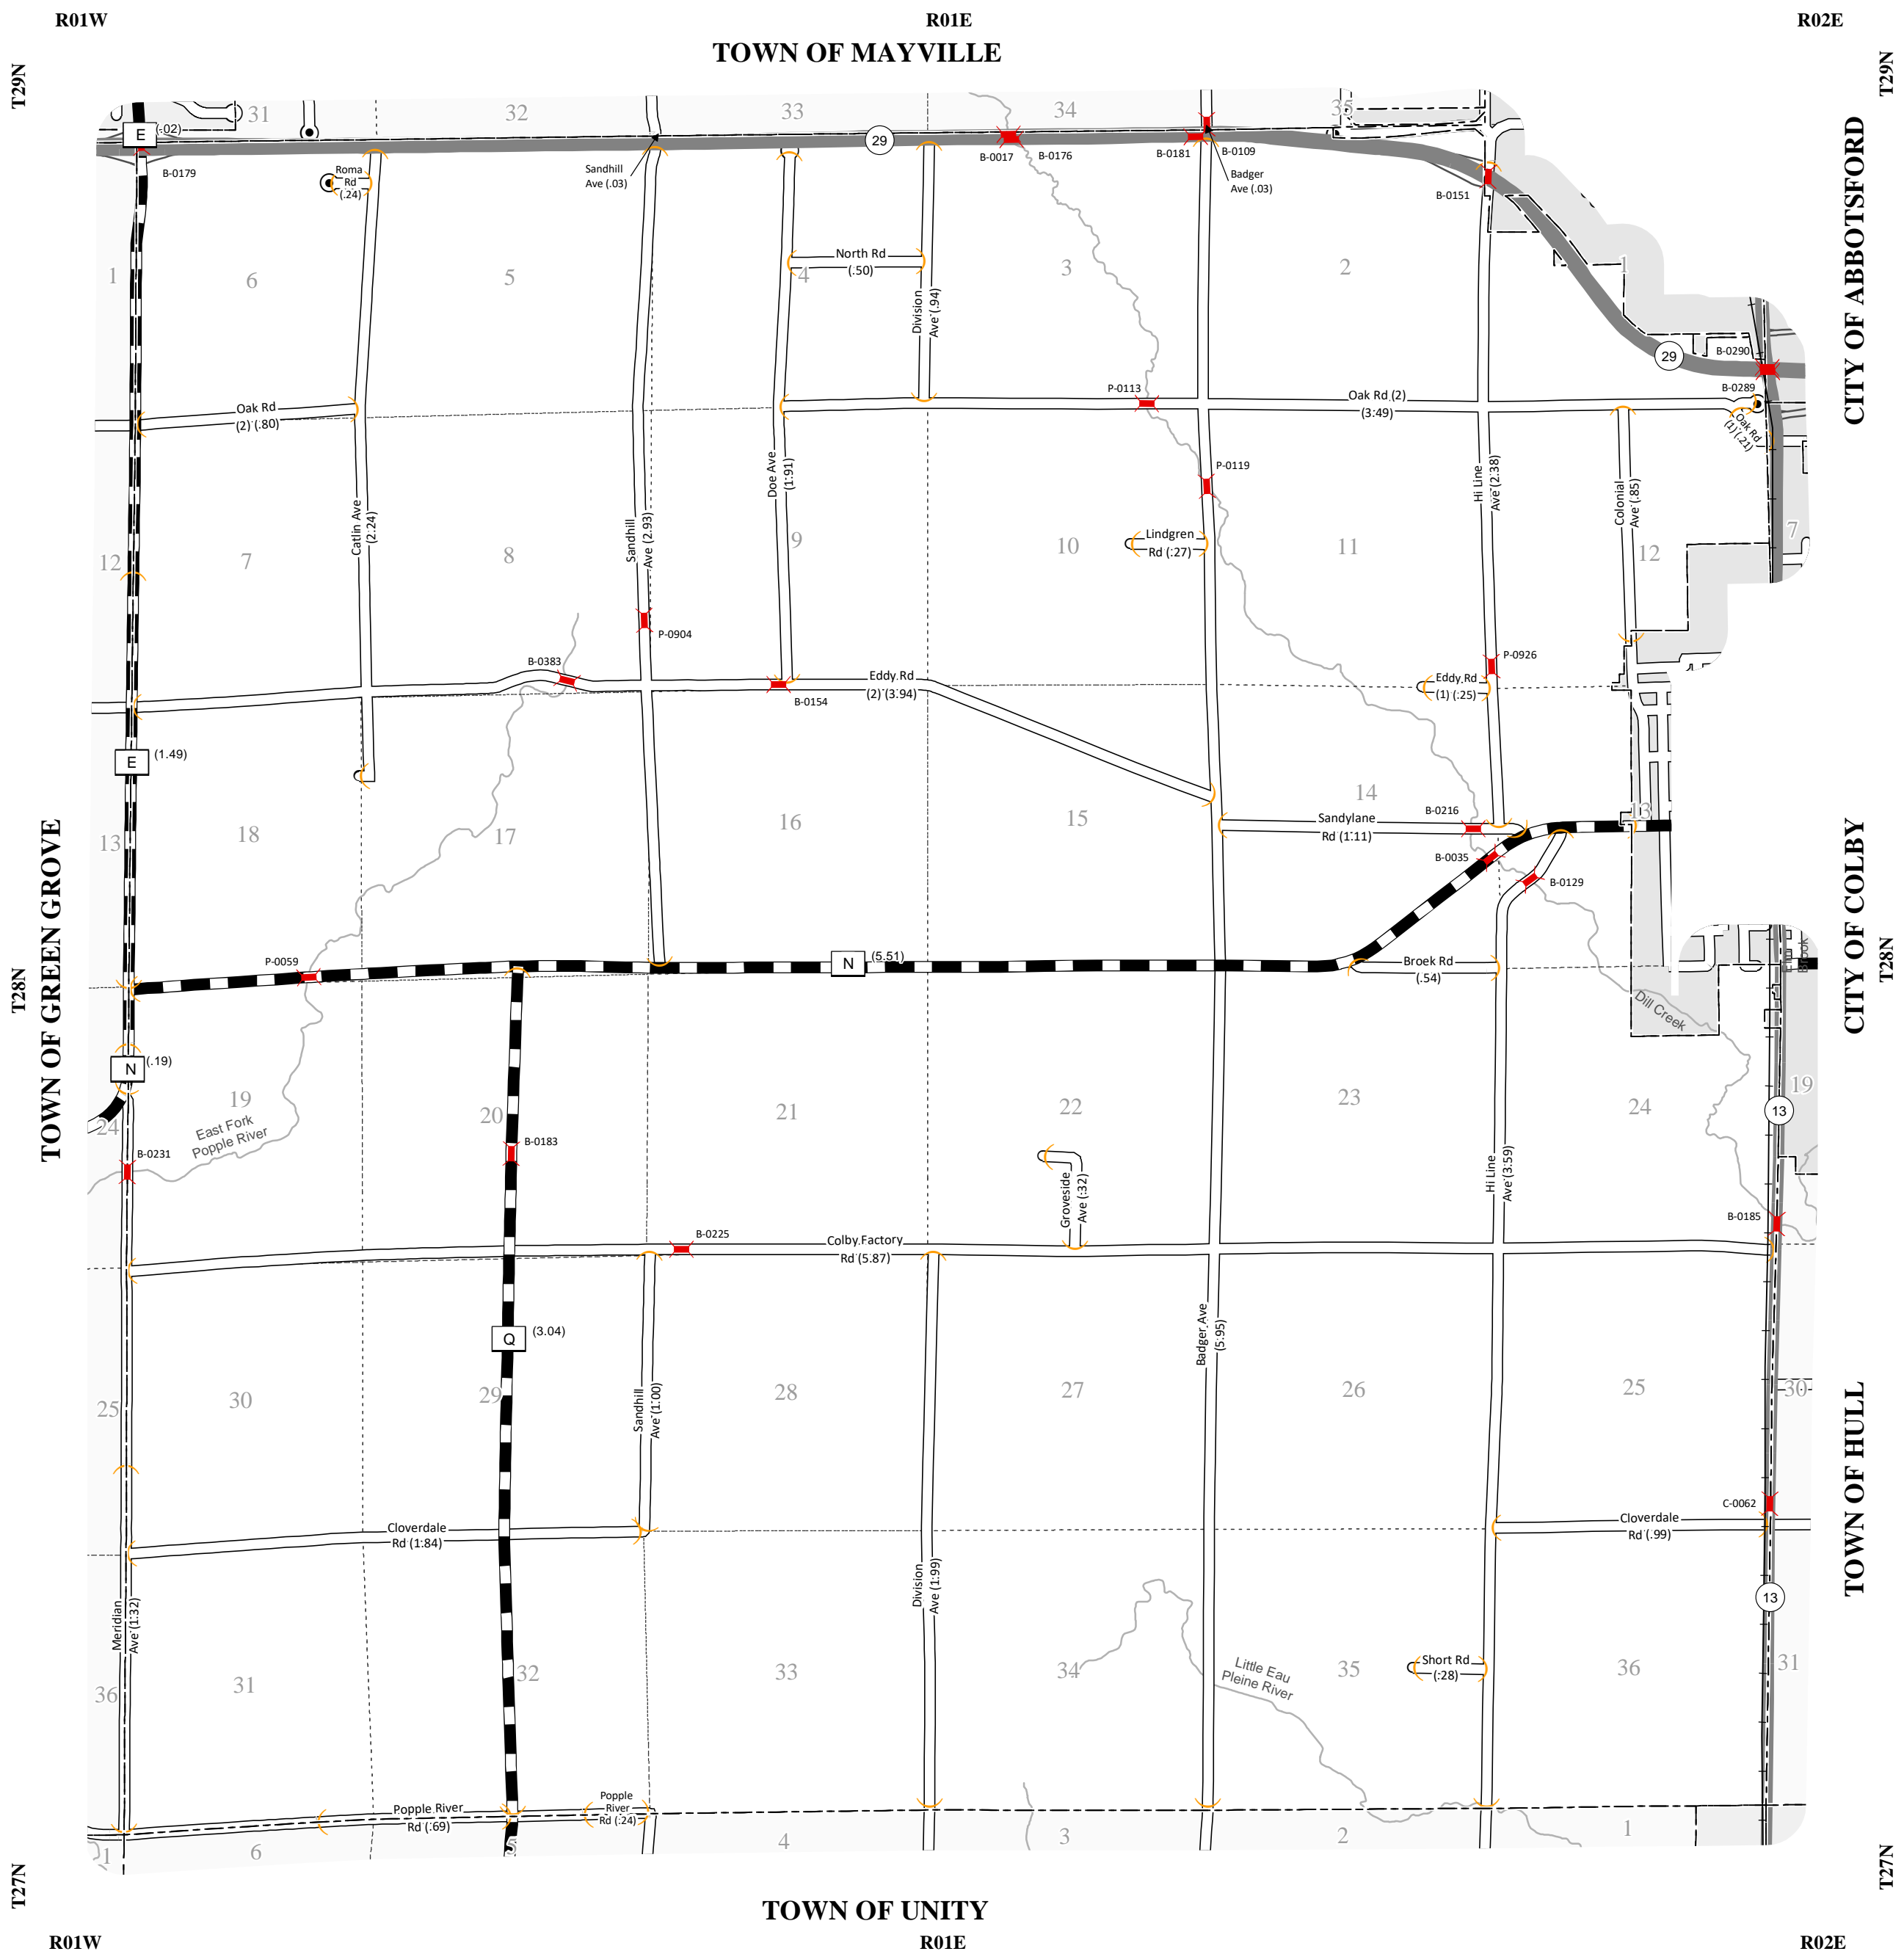 R01W
R01E
R02E
TOWN OF MAYVILLE
T29N
T29N
31
32
33
34
35
E
(.02)
29
B-0179
Roma
Rd
(.24)
Sandhill
Ave (.03)
B-0017
B-0176
B-0181
B-0109
Badger
Ave (.03)
B-0151
CITY OF ABBOTSFORD
1
6
5
4
3
2
1
North Rd
(.50)
Division
Ave (.94)
29
B-0290
B-0289
P-0113
Oak Rd (2)
(3.49)
Oak Rd
(2) (.80)
Oak Rd
(1) (.21)
P-0119
Catlin Ave
(2.24)
Sandhill
Ave (2.93)
Doe Ave
(1.91)
Hi Line
Ave (2.38)
Colonial
Ave (.85)
Lindgren
Rd (.27)
12
7
8
9
10
11
12
7
P-0904
P-0926
B-0383
B-0154
Eddy Rd
(2) (3.94)
Eddy Rd
(1) (.25)
E
(1.49)
13
18
17
16
15
14
13
B-0216
Sandylane
Rd (1.11)
B-0035
B-0129
TOWN OF GREEN GROVE
CITY OF COLBY
P-0059
N
(5.51)
Broek Rd
(.54)
T28N
T28N
Dill Creek
Brook
N
(.19)
24
19
20
21
22
23
24
19
East Fork
Popple River
13
B-0231
B-0183
Groveside
Ave (.32)
Hi Line
Ave (3.59)
B-0185
B-0225
Colby Factory
Rd (5.87)
Q
(3.04)
Badger Ave
(5.95)
25
30
29
28
27
26
25
30
Sandhill
Ave (1.00)
TOWN OF HULL
C-0062
Cloverdale
Rd (1.84)
Cloverdale
Rd (.99)
Meridian
Ave (1.32)
Division
Ave (1.99)
13
36
31
32
33
34
35
36
31
Little Eau
Pleine River
Short Rd
(.28)
Popple River
Rd (.69)
Popple
River
Rd (.24)
1
6
5
4
3
2
1
T27N
T27N
TOWN OF UNITY
R01W
R01E
R02E